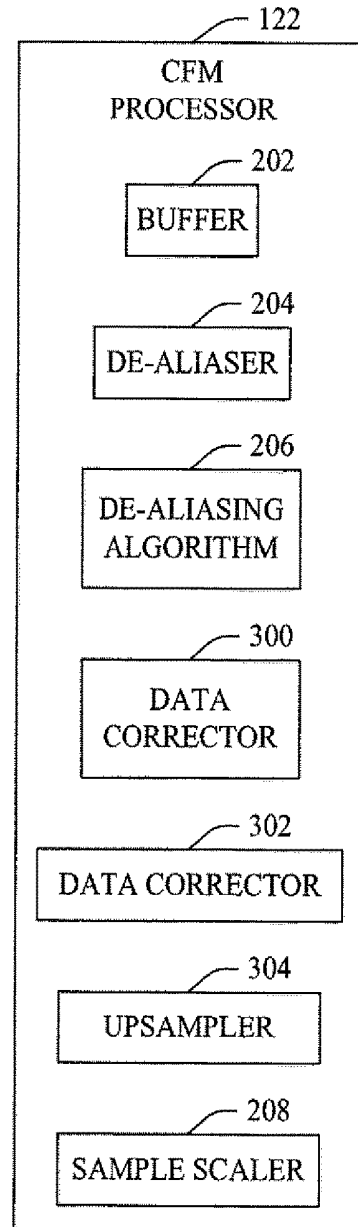 122
CFM
PROCESSOR
202
BUFFER
204
DE-ALIASER
206
DE-ALIASING
ALGORITHM
300
DATA
CORRECTOR
302
DATA CORRECTOR
304
UPSAMPLER
208
SAMPLE SCALER